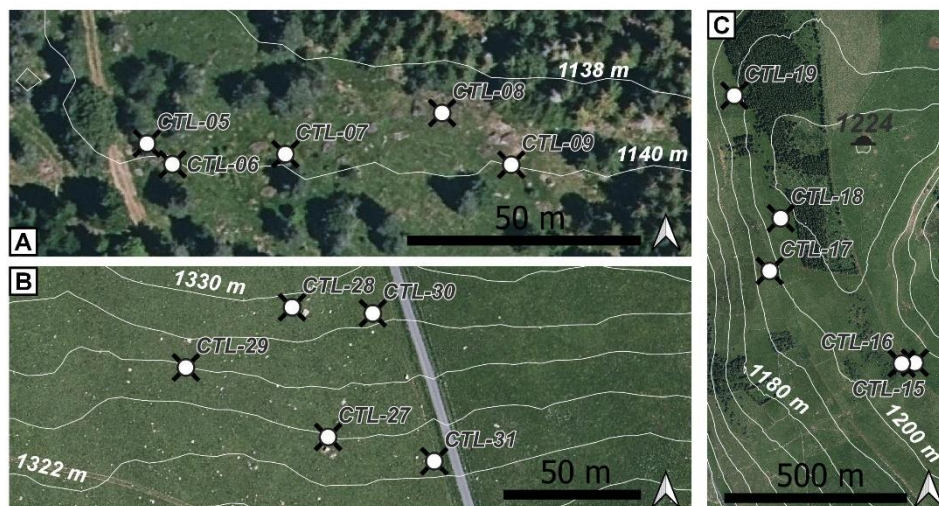 A
CTL-05
CTL-06
CTL-07
CTL-08
CTL-09
1138 m
1140 m
50 m
B
1330 m
CTL-28
CTL-30
CTL-29
CTL-27
CTL-31
1322 m
50 m
C
CTL-19
1224
CTL-18
CTL-17
CTL-16
CTL-15
1180 m
1200 m
500 m